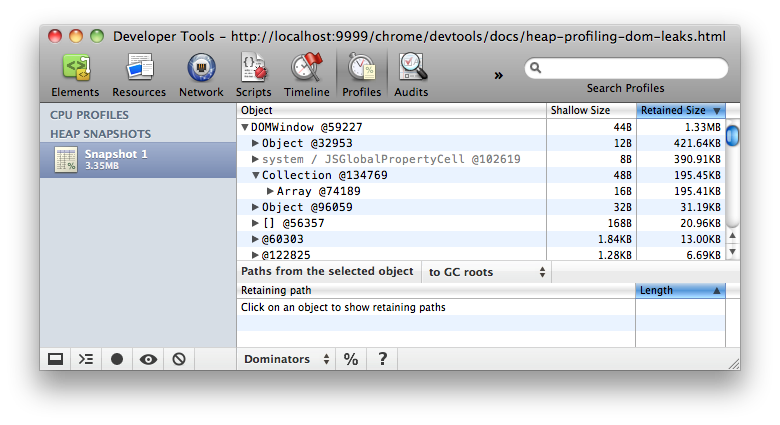 Developer Tools - http://localhost:9999/chrome/devtools/docs/heap-profiling-dom-leaks.html
Elements Resources Network Scripts Timeline Profiles Audits » Search Profiles
CPU PROFILES
HEAP SNAPSHOTS
Snapshot 1
3.35MB
Object Shallow Size Retained Size
DOMWindow @59227 44B 1.33MB
Object @32953 12B 421.64KB
system / JSGlobalPropertyCell @102619 8B 390.91KB
Collection @134769 48B 195.45KB
Array @74189 16B 195.41KB
Object @96059 32B 31.19KB
[] @56357 168B 20.96KB
@60303 1.84KB 13.00KB
@122825 1.28KB 6.69KB
Paths from the selected object to GC roots
Retaining path Length
Click on an object to show retaining paths
Dominators % ?